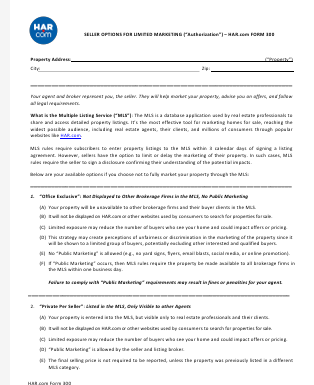 HAR
com
SELLER OPTIONS FOR LIMITED MARKETING ("Authorization") – HAR.com FORM 300
Property Address ("Property")
City: Zip:
Your agent and broker represent you, the seller. They will help market your property, advise you on offers, and follow
all legal requirements.
What is the Multiple Listing Service ("MLS"): The MLS is a database application used by real estate professionals to
share and access detailed property listings. It's the most effective tool for marketing homes for sale, reaching the
widest possible audience, including real estate agents, their clients, and millions of consumers through popular
websites like HAR.com.
MLS rules require subscribers to enter property listings to the MLS within 3 calendar days of signing a listing
agreement. However, sellers have the option to limit or delay the marketing of their property. In such cases, MLS
rules require the seller to sign a disclosure confirming their understanding of the potential impacts.
Below are your available options if you choose not to fully market your property through the MLS:
1. "Office Exclusive": Not Displayed to Other Brokerage Firms in the MLS, No Public Marketing
(A) Your property will be unavailable to other brokerage firms and their buyer clients in the MLS.
(B) It will not be displayed on HAR.com or other websites used by consumers to search for properties for sale.
(C) Limited exposure may reduce the number of buyers who see your home and could impact offers or pricing.
(D) This strategy may create perceptions of unfairness or discrimination in the marketing of the property since it
will be shown to a limited group of buyers, potentially excluding other interested and qualified buyers.
(E) No "Public Marketing" is allowed (e.g., no yard signs, flyers, email blasts, social media, or online promotion).
(F) If "Public Marketing" occurs, then MLS rules require the property be made available to all brokerage firms in
the MLS within one business day.
Failure to comply with "Public Marketing" requirements may result in fines or penalties for your agent.
2. "Private Per Seller": Listed in the MLS, Only Visible to other Agents
(A) Your property is entered into the MLS, but visible only to real estate professionals and their clients.
(B) It will not be displayed on HAR.com or other websites used by consumers to search for properties for sale.
(C) Limited exposure may reduce the number of buyers who see your home and could impact offers or pricing.
(D) "Public Marketing" is allowed by the seller and listing broker.
(E) The final selling price is not required to be reported, unless the property was previously listed in a different
MLS category.
HAR.com Form 300